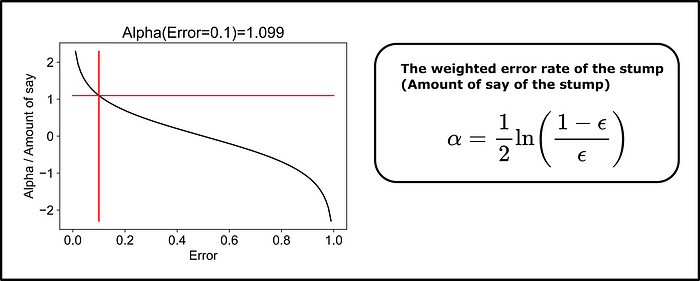 Alpha(Error=0.1)=1.099
Alpha / Amount of say
2
1
0
−1
−2
0.0 0.2 0.4 0.6 0.8 1.0
Error
The weighted error rate of the stump
(Amount of say of the stump)
α = 1/2 ln((1 − ϵ)/ϵ)